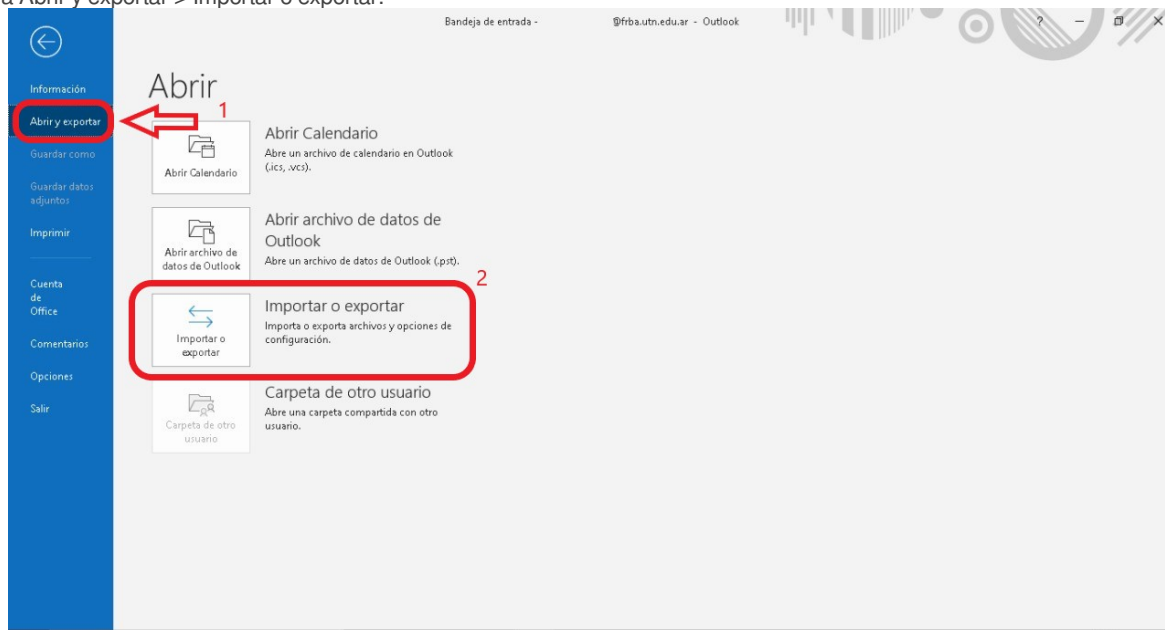 a Abrir y exportar > Importar o exportar.
Bandeja de entrada - @frba.utn.edu.ar - Outlook
?
Información
Abrir y exportar
Guardar como
Guardar datos
adjuntos
Imprimir
Cuenta
de
Office
Comentarios
Opciones
Salir
Abrir
1
Abrir Calendario
Abrir Calendario
Abre un archivo de calendario en Outlook
(.ics, .vcs).
Abrir archivo de
datos de Outlook
Abrir archivo de datos de
Outlook
Abre un archivo de datos de Outlook (.pst).
2
Importar o
exportar
Importar o exportar
Importa o exporta archivos y opciones de
configuración.
Carpeta de otro
usuario
Carpeta de otro usuario
Abre una carpeta compartida con otro
usuario.